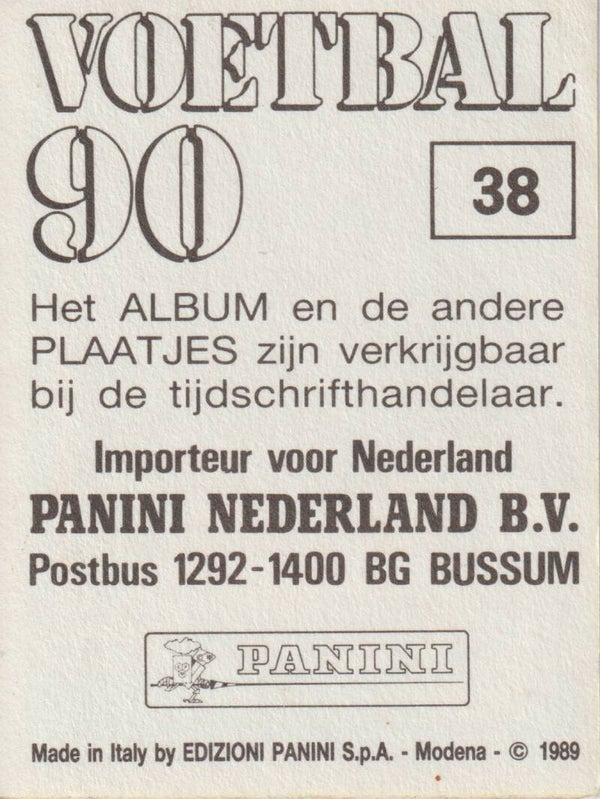 VOETBAL
90
38
Het ALBUM en de andere
PLAATJES zijn verkrijgbaar
bij de tijdschrifthandelaar.
Importeur voor Nederland
PANINI NEDERLAND B.V.
Postbus 1292-1400 BG BUSSUM
PANINI
Made in Italy by EDIZIONI PANINI S.p.A. - Modena - © 1989